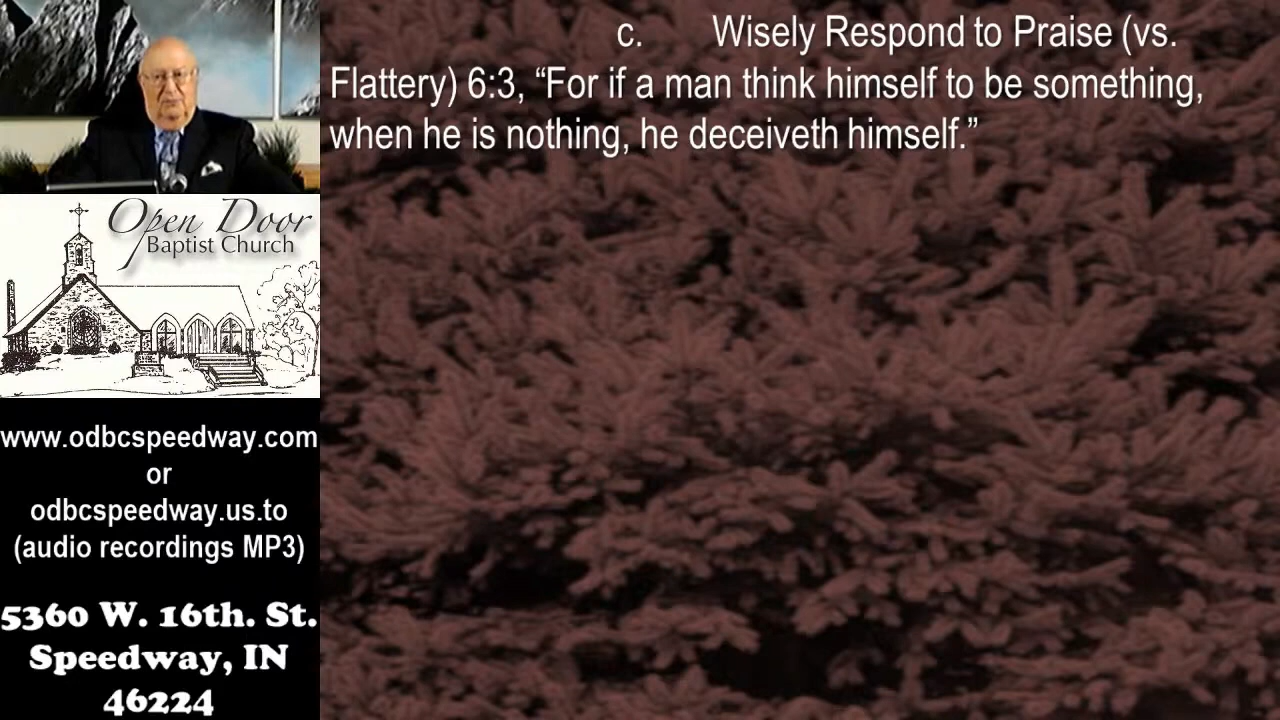 c. Wisely Respond to Praise (vs.
Flattery) 6:3, “For if a man think himself to be something,
when he is nothing, he deceiveth himself.”
Open Door
Baptist Church
www.odbcspeedway.com
or
odbcspeedway.us.to
(audio recordings MP3)
5360 W. 16th. St.
Speedway, IN
46224